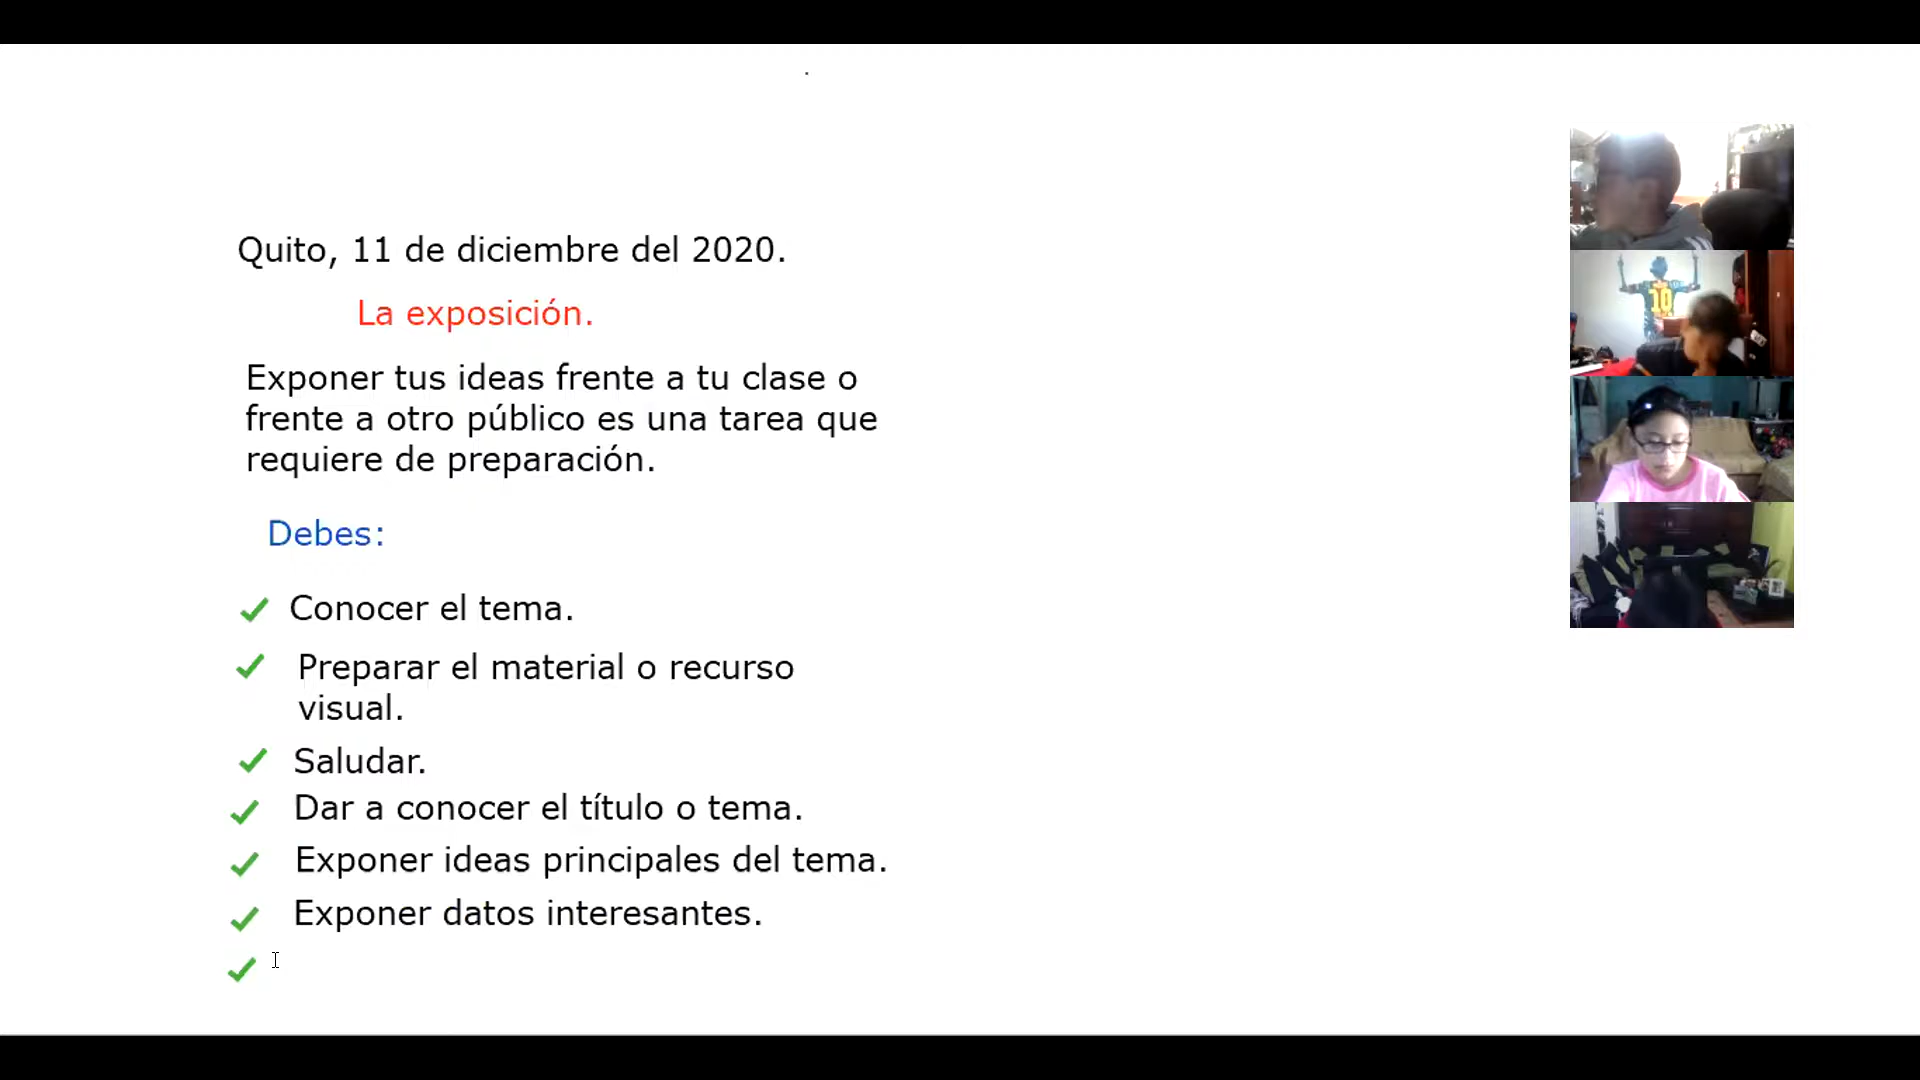 Quito, 11 de diciembre del 2020.
La exposición.
Exponer tus ideas frente a tu clase o
frente a otro público es una tarea que
requiere de preparación.
Debes:
Conocer el tema.
Preparar el material o recurso
visual.
Saludar.
Dar a conocer el título o tema.
Exponer ideas principales del tema.
Exponer datos interesantes.
10